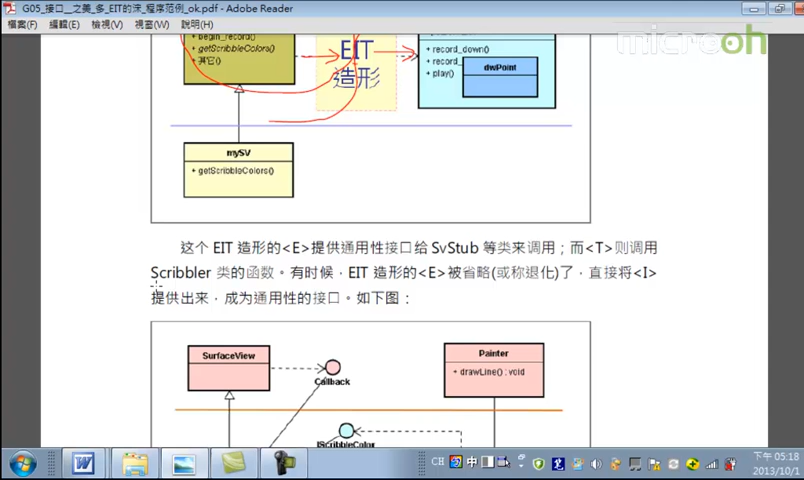 G05_接口__之美_多_EIT的涂_程序范例_ok.pdf - Adobe Reader
檔案(F) 編輯(E) 檢視(V) 視窗(W) 說明(H)
microoh
+ begin_record()
+ getScribbleColors()
+ 其它()
EIT
造形
+ record_down()
+ record_
+ play()
dwPoint
mySV
+ getScribbleColors()
这个 EIT 造形的<E>提供通用性接口给 SvStub 等类来调用；而<T>则调用
Scribbler 类的函数。有时候，EIT 造形的<E>被省略(或称退化)了，直接将<I>
提供出来，成为通用性的接口。如下图：
SurfaceView
Callback
Painter
+ drawLine() : void
IScribbleColor
CH
中
下午 05:18
2013/10/1